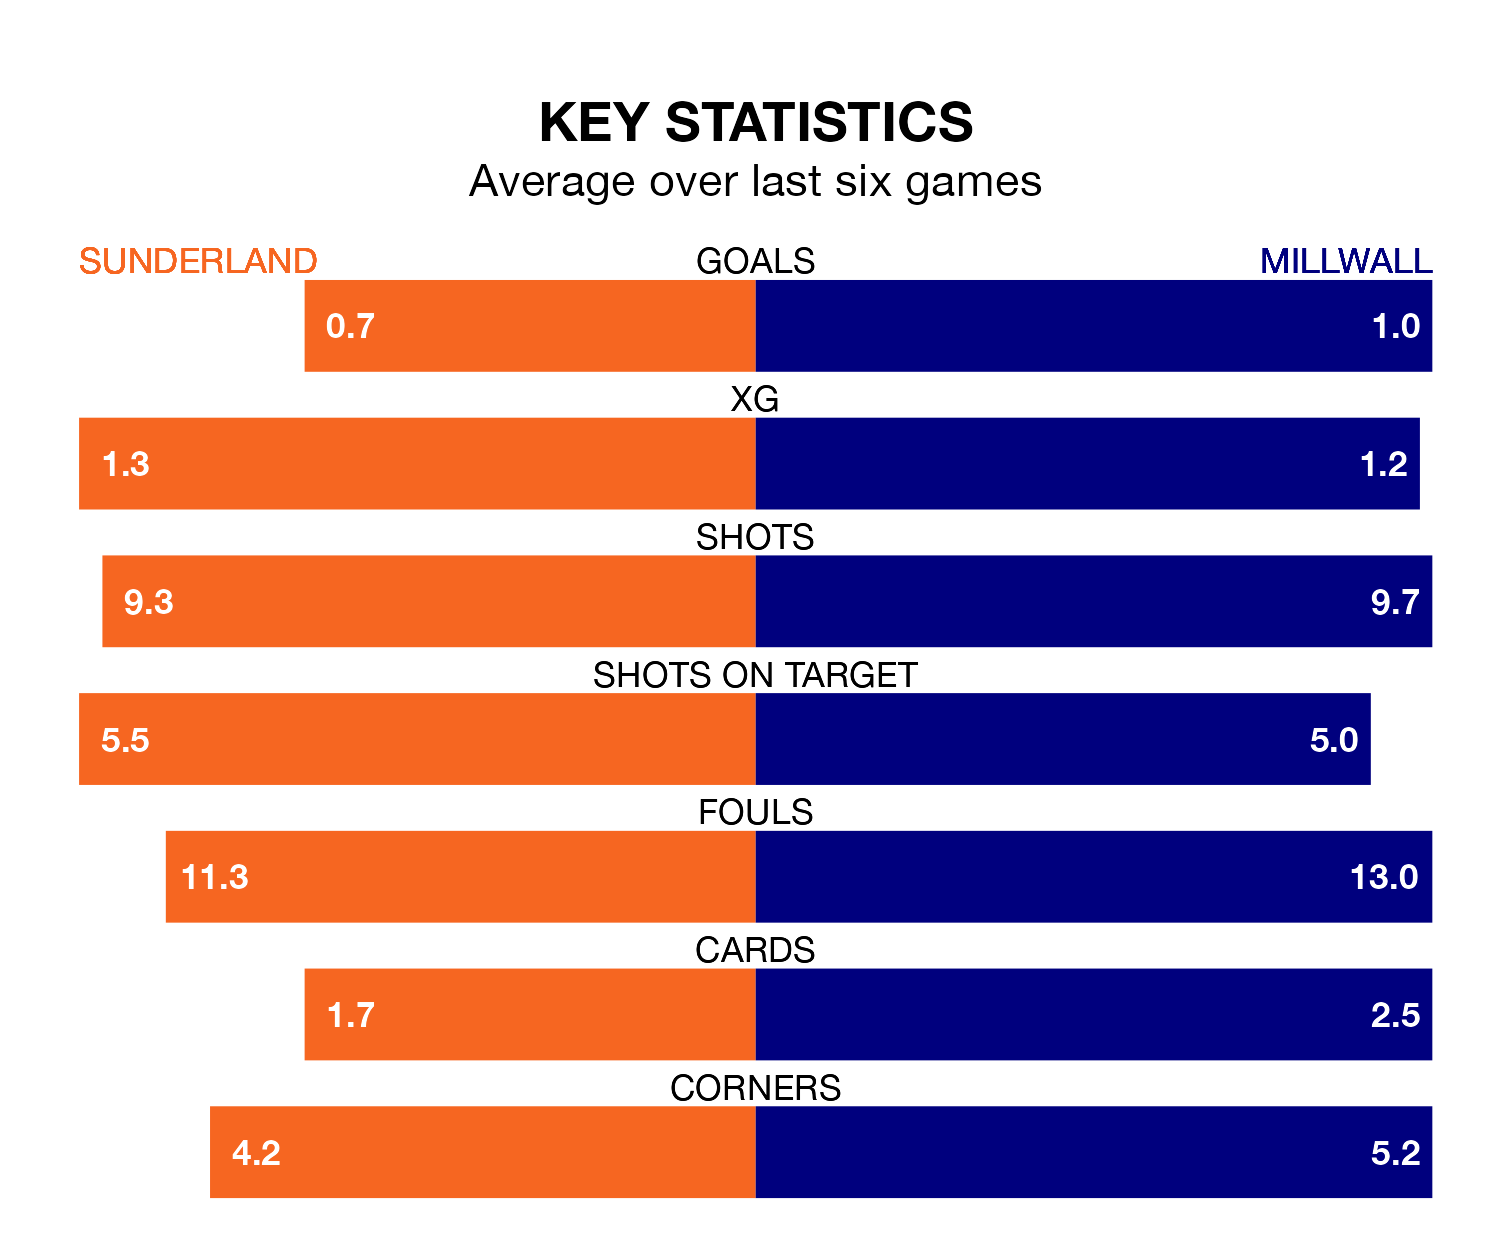 KEY STATISTICS
Average over last six games
SUNDERLAND GOALS MILLWALL
0.7 1.0
XG
1.3 1.2
SHOTS
9.3 9.7
SHOTS ON TARGET
5.5 5.0
FOULS
11.3 13.0
CARDS
1.7 2.5
CORNERS
4.2 5.2